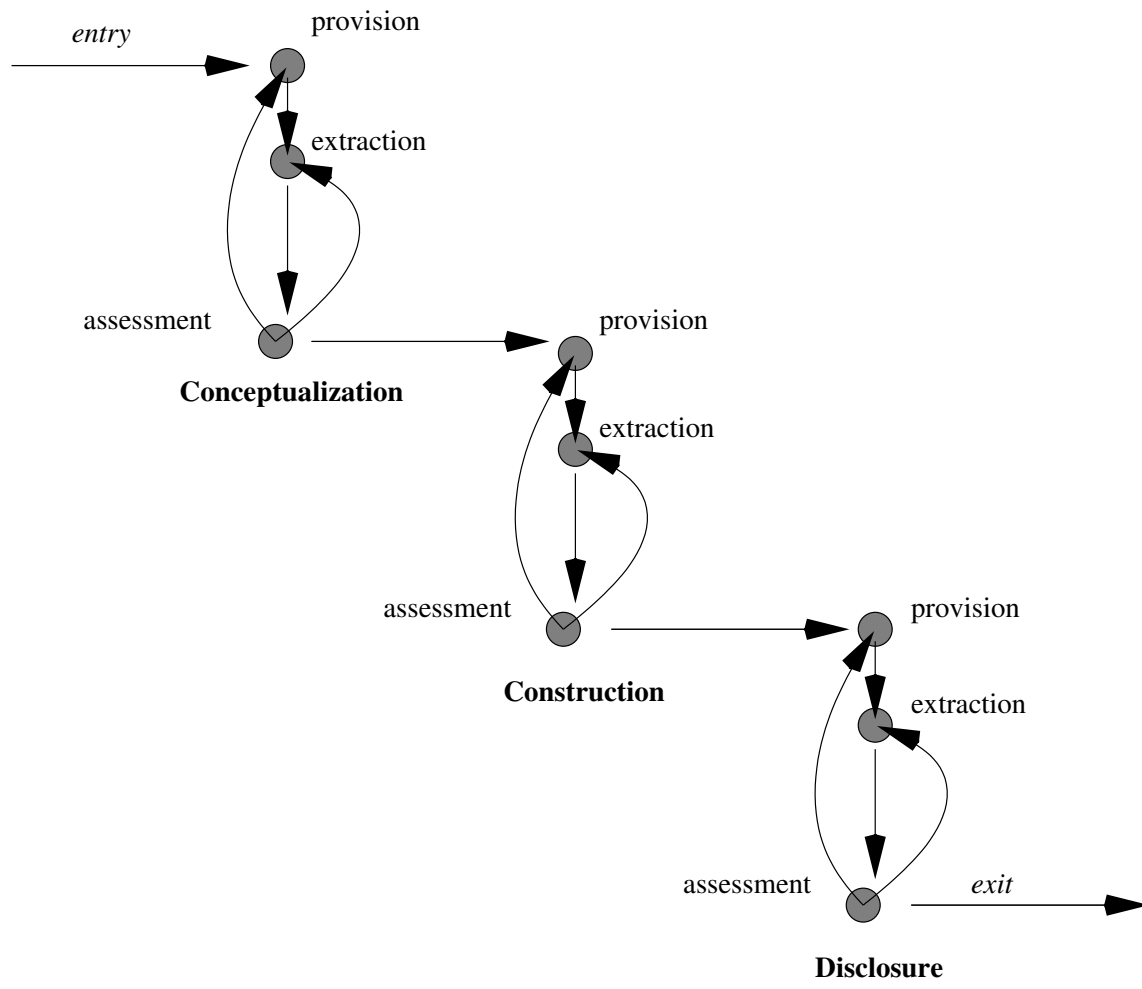 provision
entry
extraction
assessment
provision
Conceptualization
extraction
assessment
provision
Construction
extraction
assessment
exit
Disclosure